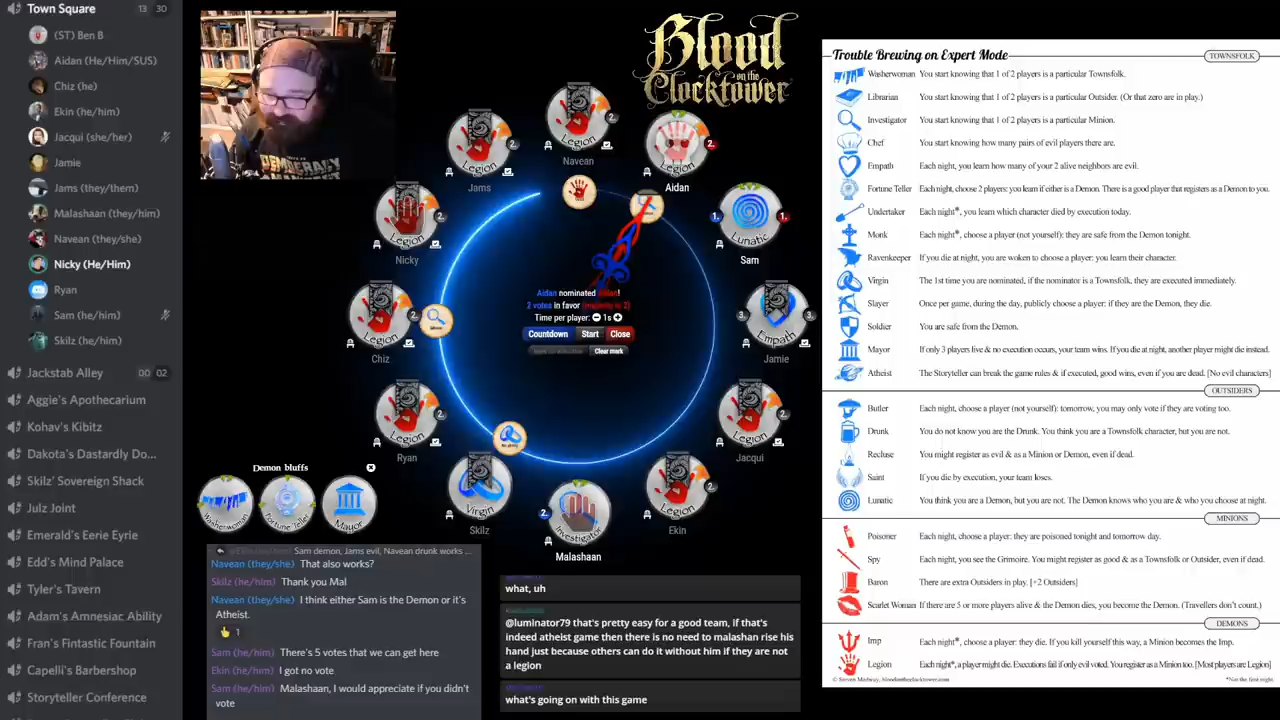 Town Square 13 30
(ST) Ben B
Aidan (He/Him/SUS)
Chiz (he)
Ekin (he/him)
Jacqui (she/her)
Jamie
Jams (they/them)
Malashaan (they/him)
Navean (they/she)
Nicky (He/Him)
Ryan
Sam (he/him)
Skilz (he/him)
Jackstab Alley 00 02
Aggie's Apothecarium
Kohav's Kibitz
Dakota's Dastardly Do...
Skilz' Sovereign Shack
Julz Joint
Emerald's Eerie Eyrie
Tyler's Tavern
Adam's Amnesiac Ability
Tom's Fantastic Fountain
Capelli's Barbershop
Storyteller's Conference
Blood
on the
Clocktower
Legion
Navean
Legion
Jams
Aidan
Legion
Nicky
Lunatic
Sam
Legion
Chiz
Empath
Jamie
Legion
Ryan
Legion
Jacqui
Virgin
Skilz
Investigator
Malashaan
Legion
Ekin
Aidan nominated Aidan!
2 votes in favor (majority is 2)
Time per player: 1s
Countdown Start Close
Clear mark
Demon bluffs
Washerwoman
Fortune Teller
Mayor
Sam demon, Jams evil, Navean drunk works ...
Navean (they/she) That also works?
Skilz (he/him) Thank you Mal
Navean (they/she) I think either Sam is the Demon or it's
Atheist.
1
Sam (he/him) There's 5 votes that we can get here
Ekin (he/him) I got no vote
Sam (he/him) Malashaan, I would appreciate if you didn't
vote
what, uh
@luminator79 that's pretty easy for a good team, if that's
indeed atheist game then there is no need to malashan rise his
hand just because others can do it without him if they are not
a legion
what's going on with this game
Trouble Brewing on Expert Mode
TOWNSFOLK
Washerwoman You start knowing that 1 of 2 players is a particular Townsfolk.
Librarian You start knowing that 1 of 2 players is a particular Outsider. (Or that zero are in play.)
Investigator You start knowing that 1 of 2 players is a particular Minion.
Chef You start knowing how many pairs of evil players there are.
Empath Each night, you learn how many of your 2 alive neighbors are evil.
Fortune Teller Each night, choose 2 players: you learn if either is a Demon. There is a good player that registers as a Demon to you.
Undertaker Each night*, you learn which character died by execution today.
Monk Each night*, choose a player (not yourself): they are safe from the Demon tonight.
Ravenkeeper If you die at night, you are woken to choose a player: you learn their character.
Virgin The 1st time you are nominated, if the nominator is a Townsfolk, they are executed immediately.
Slayer Once per game, during the day, publicly choose a player: if they are the Demon, they die.
Soldier You are safe from the Demon.
Mayor If only 3 players live & no execution occurs, your team wins. If you die at night, another player might die instead.
Atheist The Storyteller can break the game rules & if executed, good wins, even if you are dead. [No evil characters]
OUTSIDERS
Butler Each night, choose a player (not yourself): tomorrow, you may only vote if they are voting too.
Drunk You do not know you are the Drunk. You think you are a Townsfolk character, but you are not.
Recluse You might register as evil & as a Minion or Demon, even if dead.
Saint If you die by execution, your team loses.
Lunatic You think you are a Demon, but you are not. The Demon knows who you are & who you choose at night.
MINIONS
Poisoner Each night, choose a player: they are poisoned tonight and tomorrow day.
Spy Each night, you see the Grimoire. You might register as good & as a Townsfolk or Outsider, even if dead.
Baron There are extra Outsiders in play. [+2 Outsiders]
Scarlet Woman If there are 5 or more players alive & the Demon dies, you become the Demon. (Travellers don't count.)
DEMONS
Imp Each night*, choose a player: they die. If you kill yourself this way, a Minion becomes the Imp.
Legion Each night*, a player might die. Executions fail if only evil voted. You register as a Minion too. [Most players are Legion]
© Steven Medway, bloodontheclocktower.com
*Not the first night.